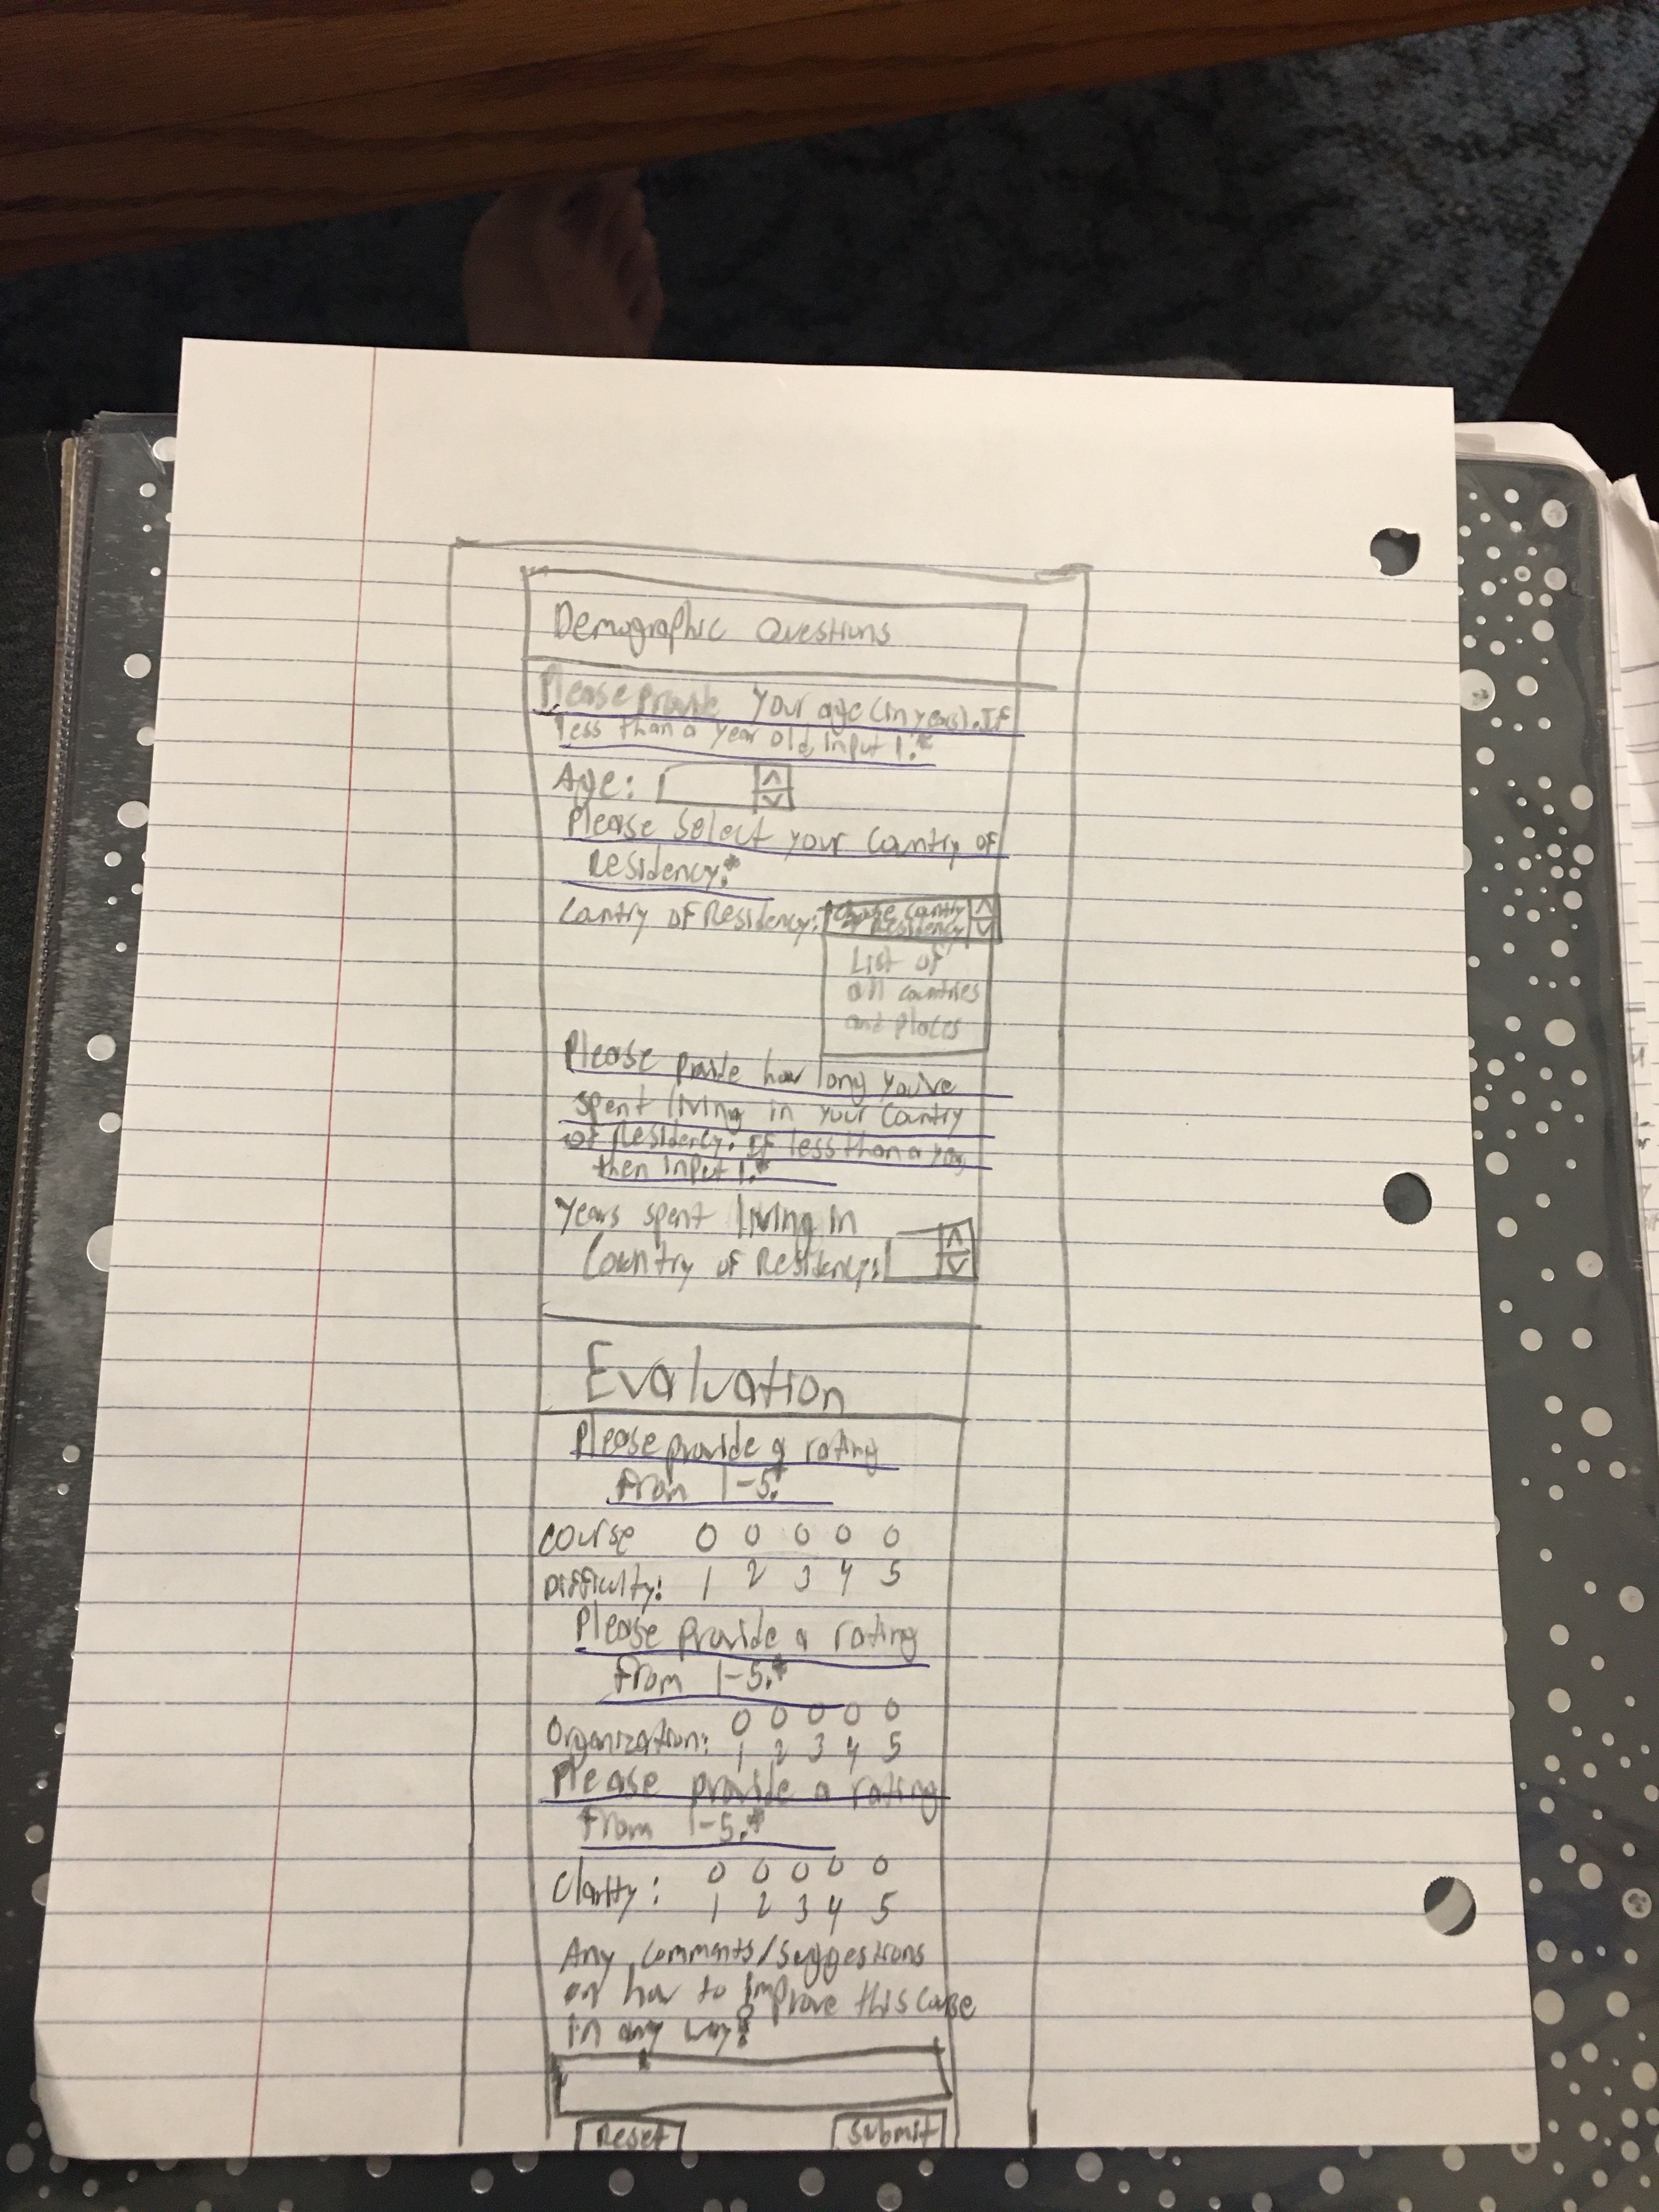 Demographic Questions
Please provide your age (in years). If
less than a year old, input 1.*
Age:
Please Select your Country of
Residency.*
Country of Residency: Choose Country
of Residency
List of
all countries
and places
Please provide how long you've
spent living in your Country
of Residency. If less than a year,
then input 1.*
Years spent living in
Country of Residency:
Evaluation
Please provide a rating
from 1-5.*
Course
Difficulty: 1 2 3 4 5
Please provide a rating
from 1-5.*
Organization: 1 2 3 4 5
Please provide a rating
from 1-5.*
Clarity:
1 2 3 4 5
Any comments/suggestions
on how to improve this course
in any way?
Reset Submit